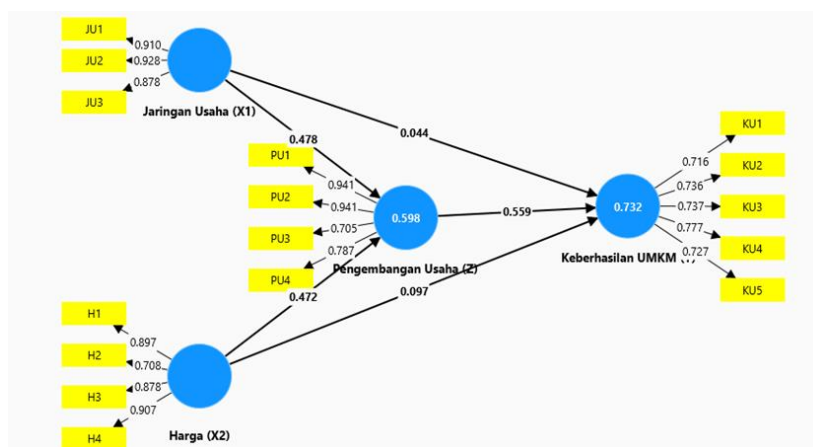 JU1
0.910
JU2
0.928
JU3
0.878
Jaringan Usaha (X1)
0.478
0.044
PU1
0.941
PU2
0.941
PU3
0.705
PU4
0.787
0.598
Pengembangan Usaha (Z)
0.559
0.732
Keberhasilan UMKM
KU1
0.716
KU2
0.736
KU3
0.737
KU4
0.777
KU5
0.727
0.472
0.097
H1
0.897
H2
0.708
H3
0.878
H4
0.907
Harga (X2)